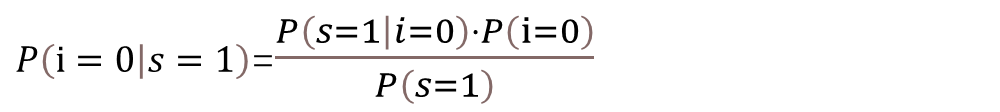 P(i = 0|s = 1)=P(s=1|i=0)·P(i=0)/P(s=1)